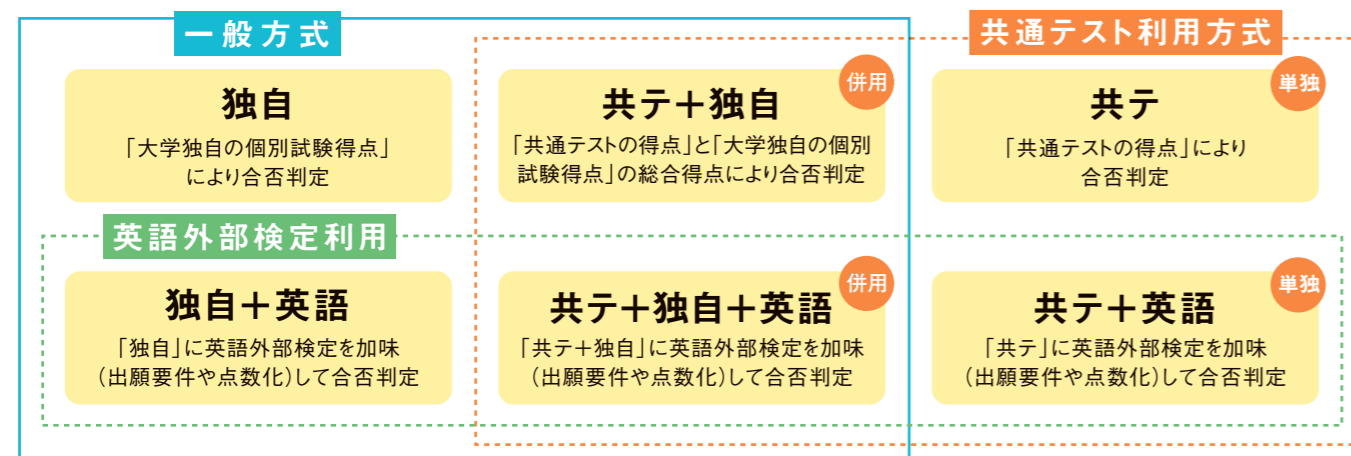 一般方式
共通テスト利用方式
独自
「大学独自の個別試験得点」
により合否判定
併用
共テ＋独自
「共通テストの得点」と「大学独自の個別
試験得点」の総合得点により合否判定
単独
共テ
「共通テストの得点」により
合否判定
英語外部検定利用
独自＋英語
「独自」に英語外部検定を加味
（出願要件や点数化）して合否判定
併用
共テ＋独自＋英語
「共テ＋独自」に英語外部検定を加味
（出願要件や点数化）して合否判定
単独
共テ＋英語
「共テ」に英語外部検定を加味
（出願要件や点数化）して合否判定